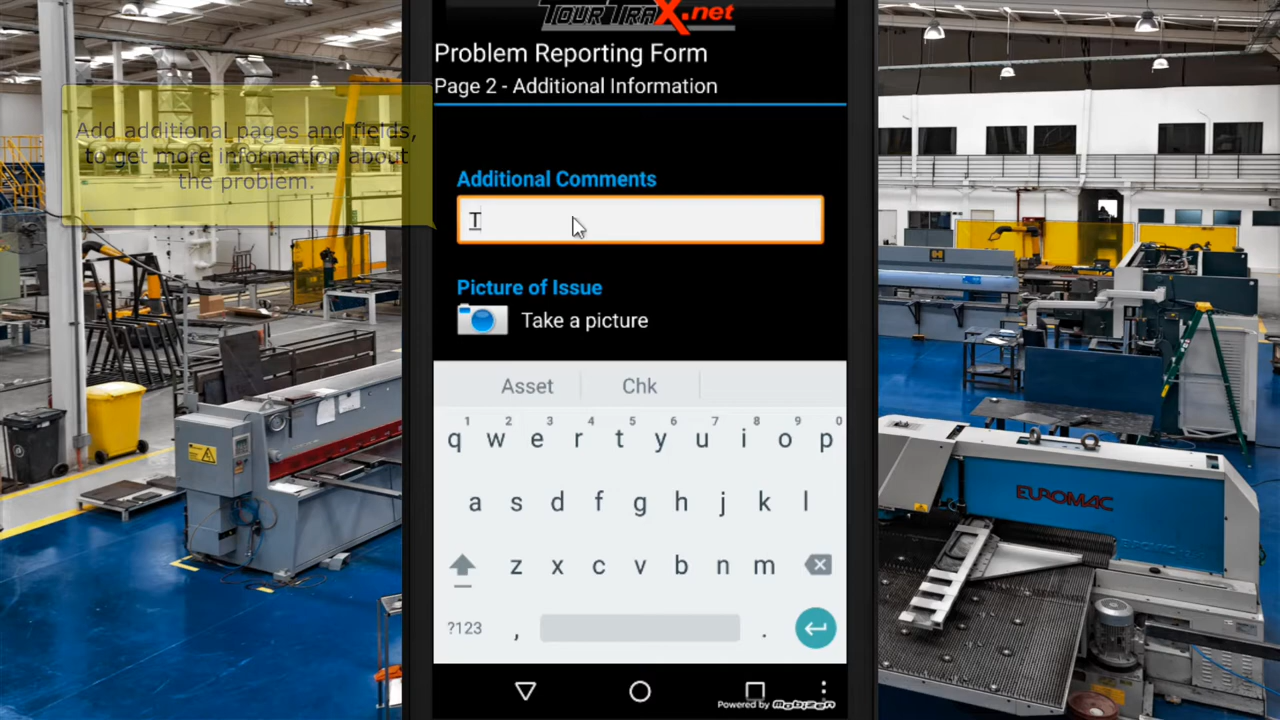 TOURTRAX.net
Problem Reporting Form
Page 2 - Additional Information
Add additional pages and fields,
to get more information about
the problem.
Additional Comments
T
Picture of Issue
Take a picture
Asset Chk
1 2 3 4 5 6 7 8 9 0
q w e r t y u i o p
a s d f g h j k l
z x c v b n m
?123 , .
Powered by Mobizen
EUROMAC